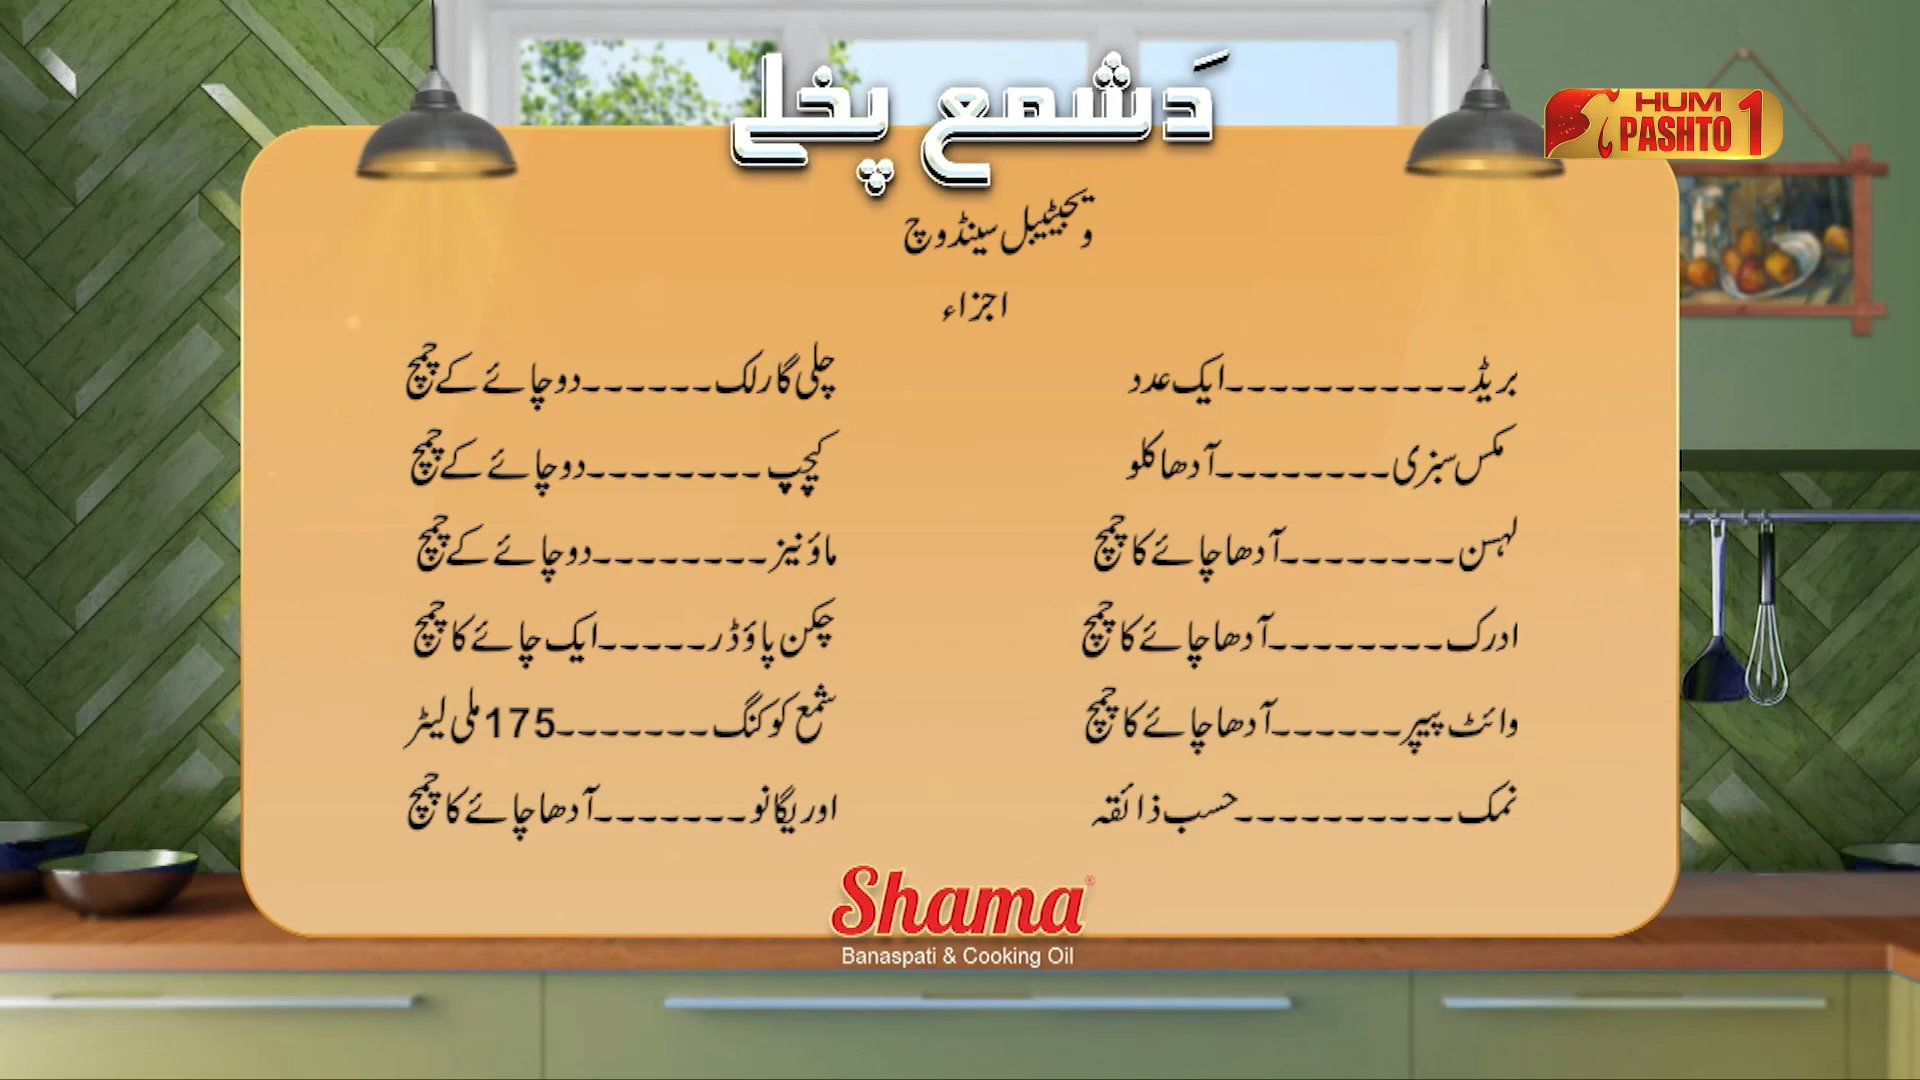 دَشمع پخلے
HUM
PASHTO 1
ویجیٹیبل سینڈوچ
اجزاء
بریڈ-----------ایک عدد
مکس سبزی--------آدھا کلو
لہسن--------آدھا چائے کا چمچ
ادرک--------آدھا چائے کا چمچ
وائٹ پیپر------آدھا چائے کا چمچ
نمک----------حسب ذائقہ
چلی گارلک------دو چائے کے چمچ
کیچپ--------دو چائے کے چمچ
ماؤنیز--------دو چائے کے چمچ
چکن پاؤڈر-----ایک چائے کا چمچ
شمع کوکنگ-------175 ملی لیٹر
اوریگانو-------آدھا چائے کا چمچ
Shama®
Banaspati & Cooking Oil